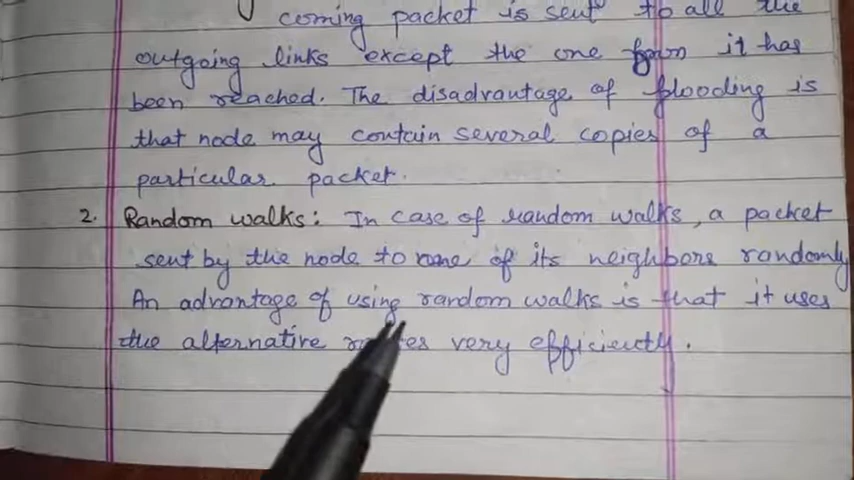 coming packet is sent to all the
outgoing links except the one from it has
been reached. The disadvantage of flooding is
that node may contain several copies of a
particular packet.
2. Random walks: In case of random walks, a packet
sent by the node to one of its neighbors randomly
An advantage of using random walks is that it uses
the alternative routes very efficiently.